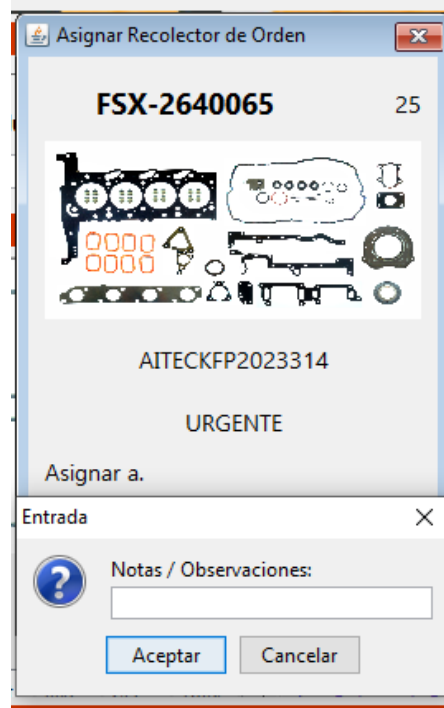 Asignar Recolector de Orden
FSX-2640065 25
AITECKFP2023314
URGENTE
Asignar a.
Entrada
Notas / Observaciones:
Aceptar Cancelar